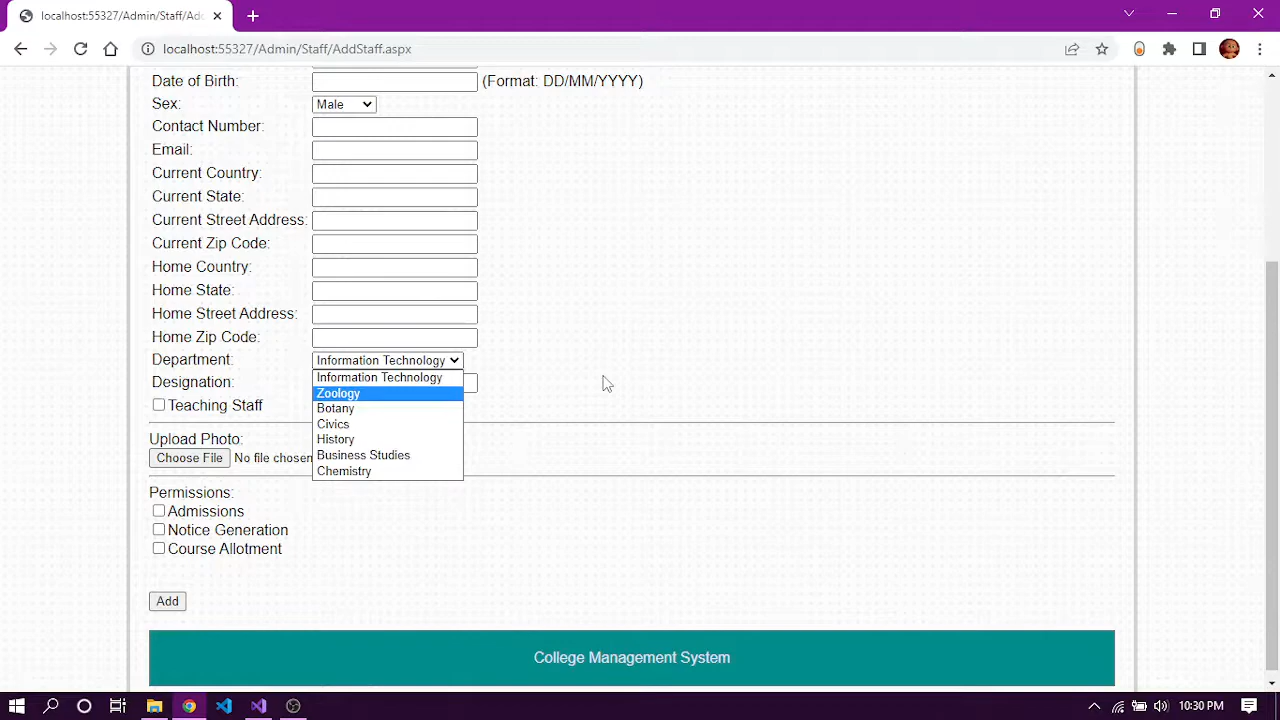 localhost:55327/Admin/Staff/Add
localhost:55327/Admin/Staff/AddStaff.aspx
Date of Birth: (Format: DD/MM/YYYY)
Sex: Male
Contact Number:
Email:
Current Country:
Current State:
Current Street Address:
Current Zip Code:
Home Country:
Home State:
Home Street Address:
Home Zip Code:
Department: Information Technology
Information Technology
Designation:
Zoology
Teaching Staff
Botany
Civics
History
Business Studies
Chemistry
Upload Photo:
Choose File No file chosen
Permissions:
Admissions
Notice Generation
Course Allotment
Add
College Management System
10:30 PM